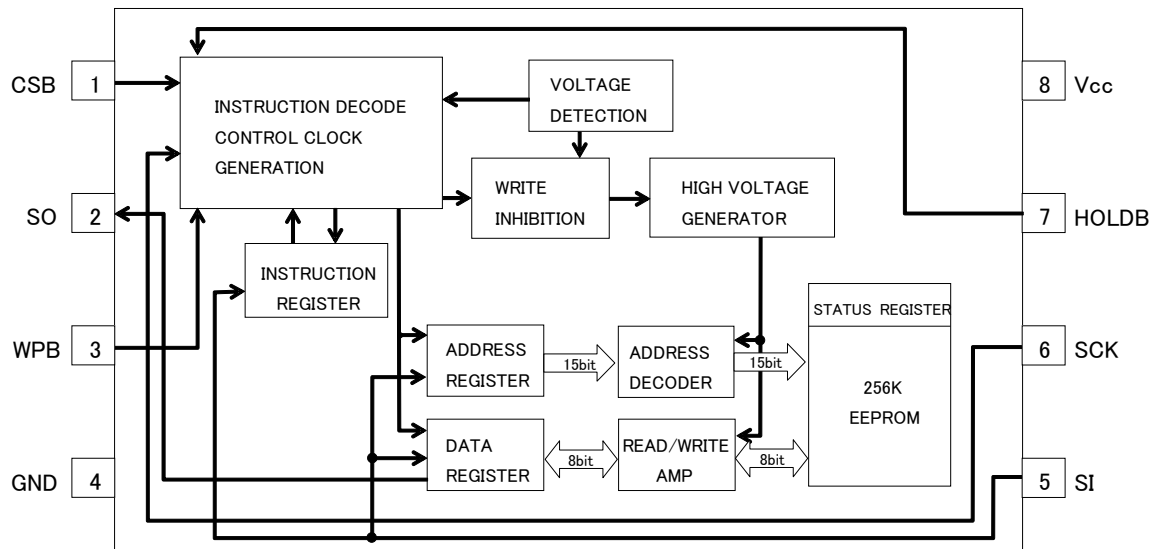 CSB
1
SO
2
WPB
3
GND
4
INSTRUCTION DECODE
CONTROL CLOCK
GENERATION
VOLTAGE
DETECTION
WRITE
INHIBITION
HIGH VOLTAGE
GENERATOR
INSTRUCTION
REGISTER
ADDRESS
REGISTER
15bit
ADDRESS
DECODER
15bit
STATUS REGISTER
256K
EEPROM
DATA
REGISTER
8bit
READ/WRITE
AMP
8bit
8
Vcc
7
HOLDB
6
SCK
5
SI